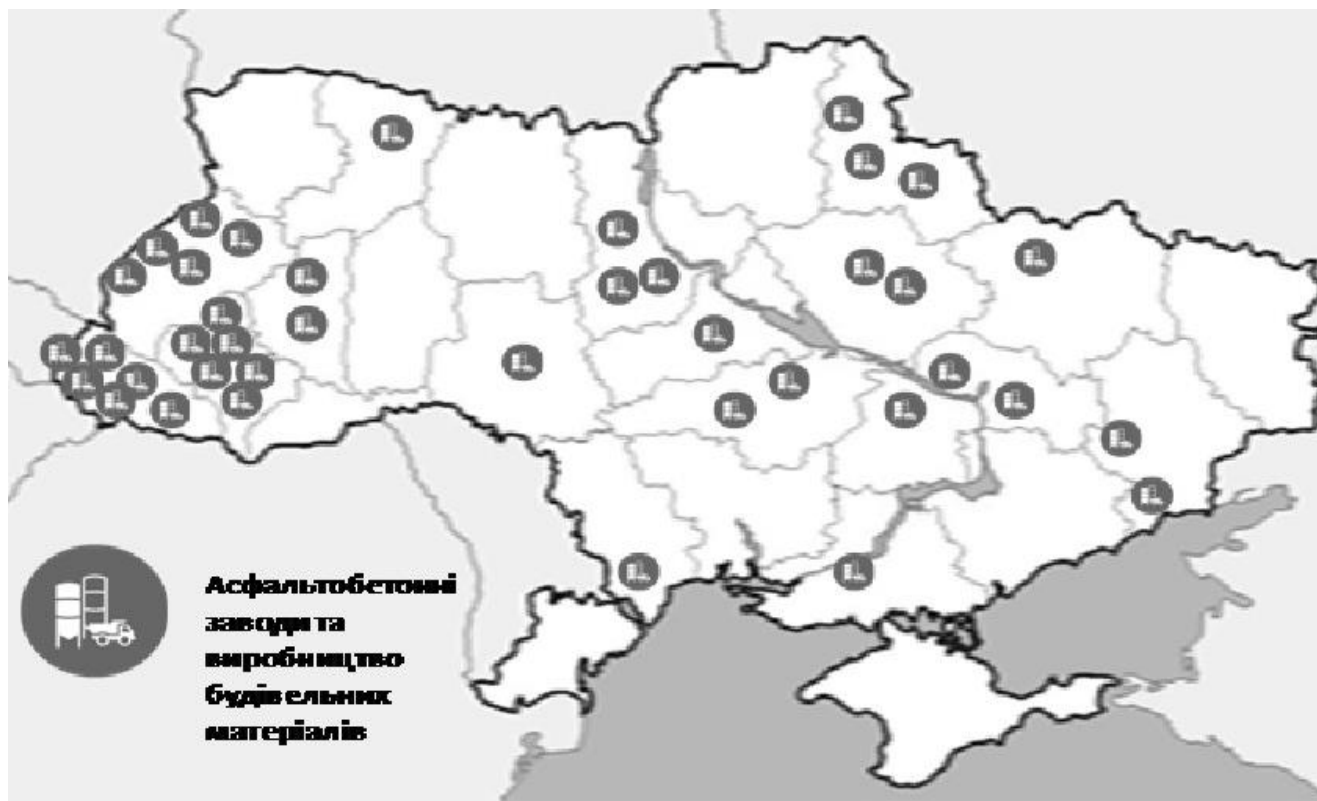 Асфальтобетонні
заводи та
виробництво
будівельних
матеріалів